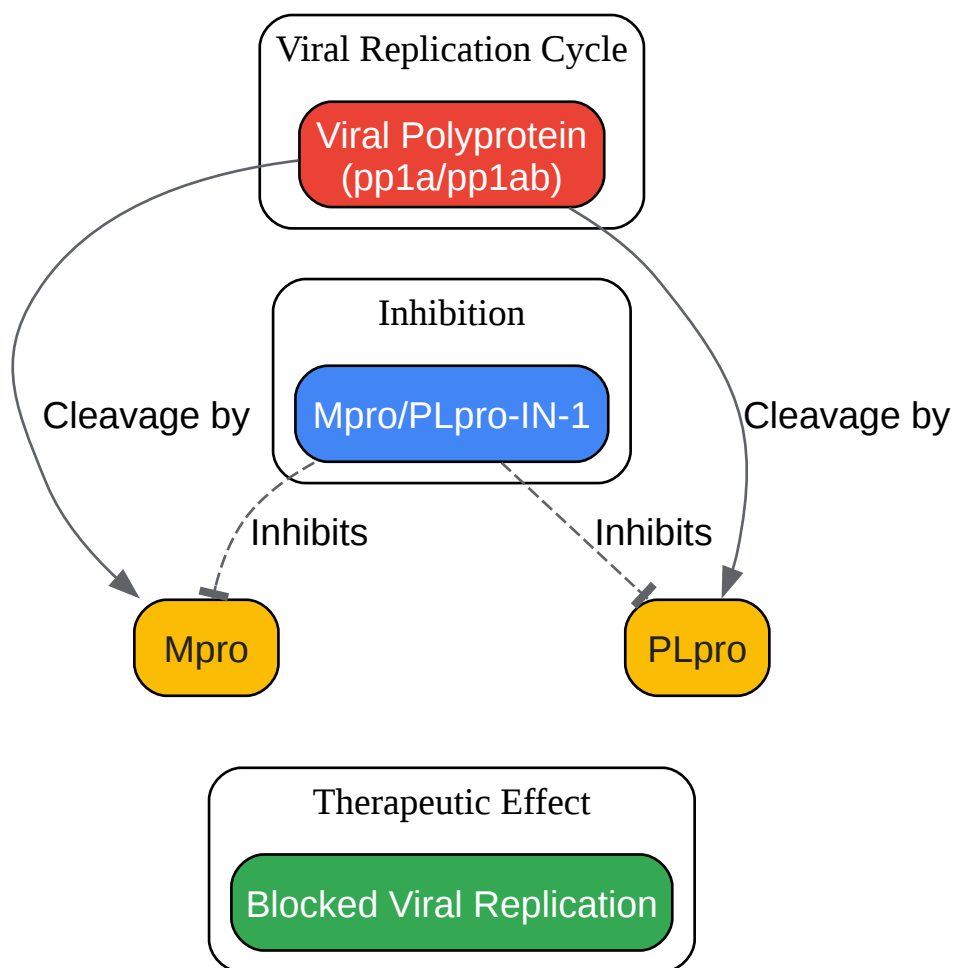 Viral Replication Cycle
Viral Polyprotein
(pp1a/pp1ab)
Inhibition
Mpro/PLpro-IN-1
Cleavage by
Cleavage by
Inhibits
Inhibits
Mpro
PLpro
Therapeutic Effect
Blocked Viral Replication